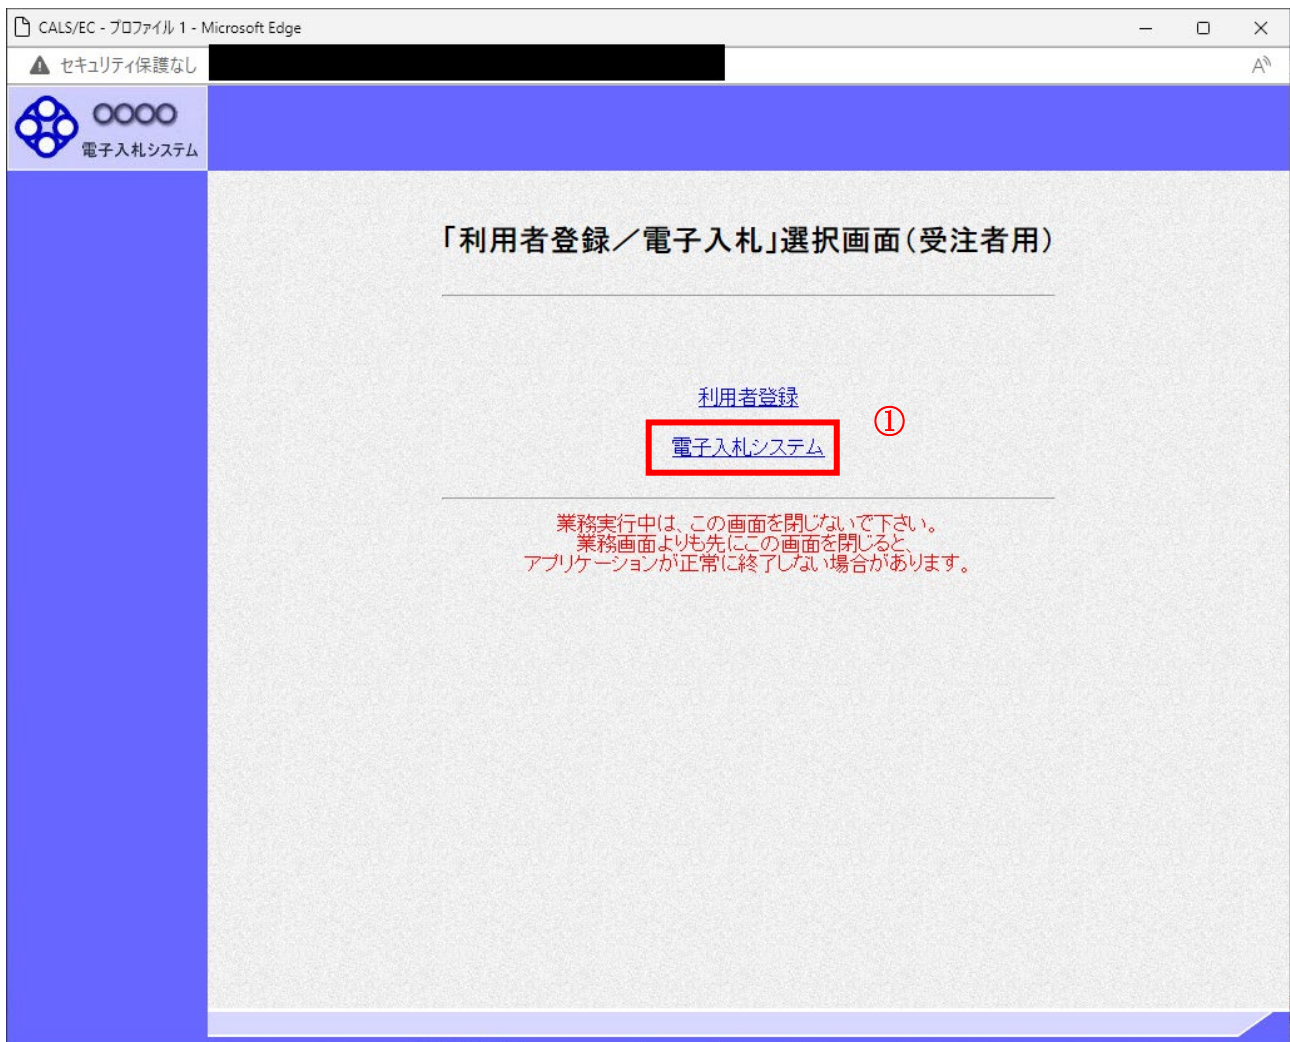 CALS/EC - プロファイル 1 - Microsoft Edge
セキュリティ保護なし
○○○○
電子入札システム
「利用者登録／電子入札」選択画面(受注者用)
利用者登録
①
電子入札システム
業務実行中は、この画面を閉じないで下さい。
業務画面よりも先にこの画面を閉じると、
アプリケーションが正常に終了しない場合があります。